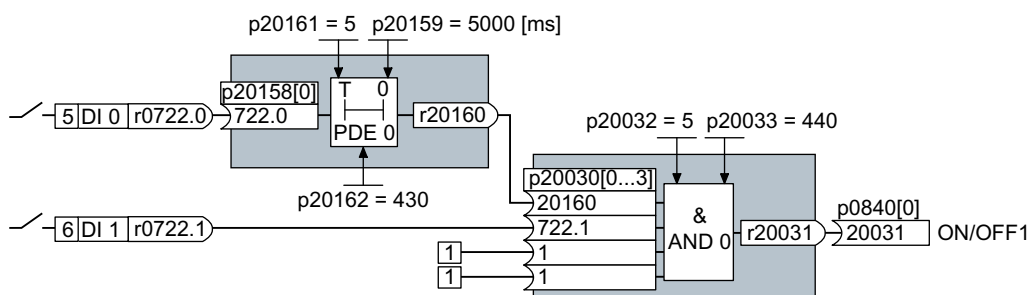 p20161 = 5 p20159 = 5000 [ms]
p20158[0] T 0
5 DI 0 r0722.0 722.0 r20160
PDE 0
p20032 = 5 p20033 = 440
p20162 = 430
p20030[0...3]
20160
& p0840[0]
6 DI 1 r0722.1 722.1 AND 0 r20031 20031 ON/OFF1
1 1
1 1